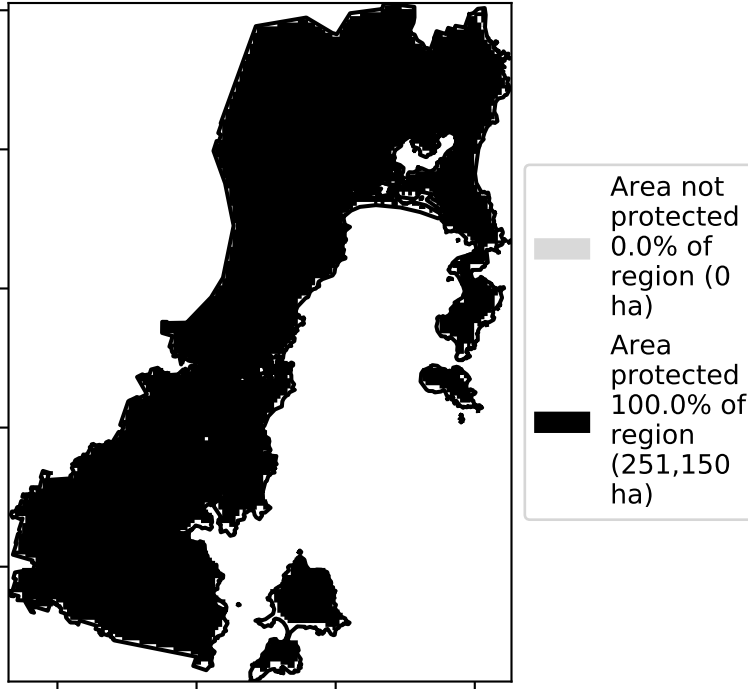 Area not
protected
0.0% of
region (0
ha)
Area
protected
100.0% of
region
(251,150
ha)